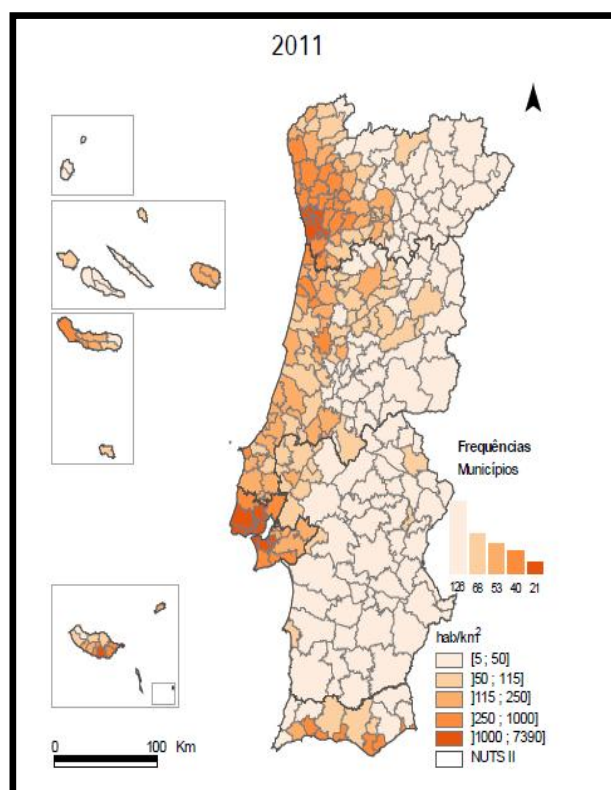 2011
Frequências
Municípios
126 68 53 40 21
hab/km²
[5 ; 50]
]50 ; 115]
]115 ; 250]
]250 ; 1000]
]1000 ; 7390]
NUTS II
0 100 Km